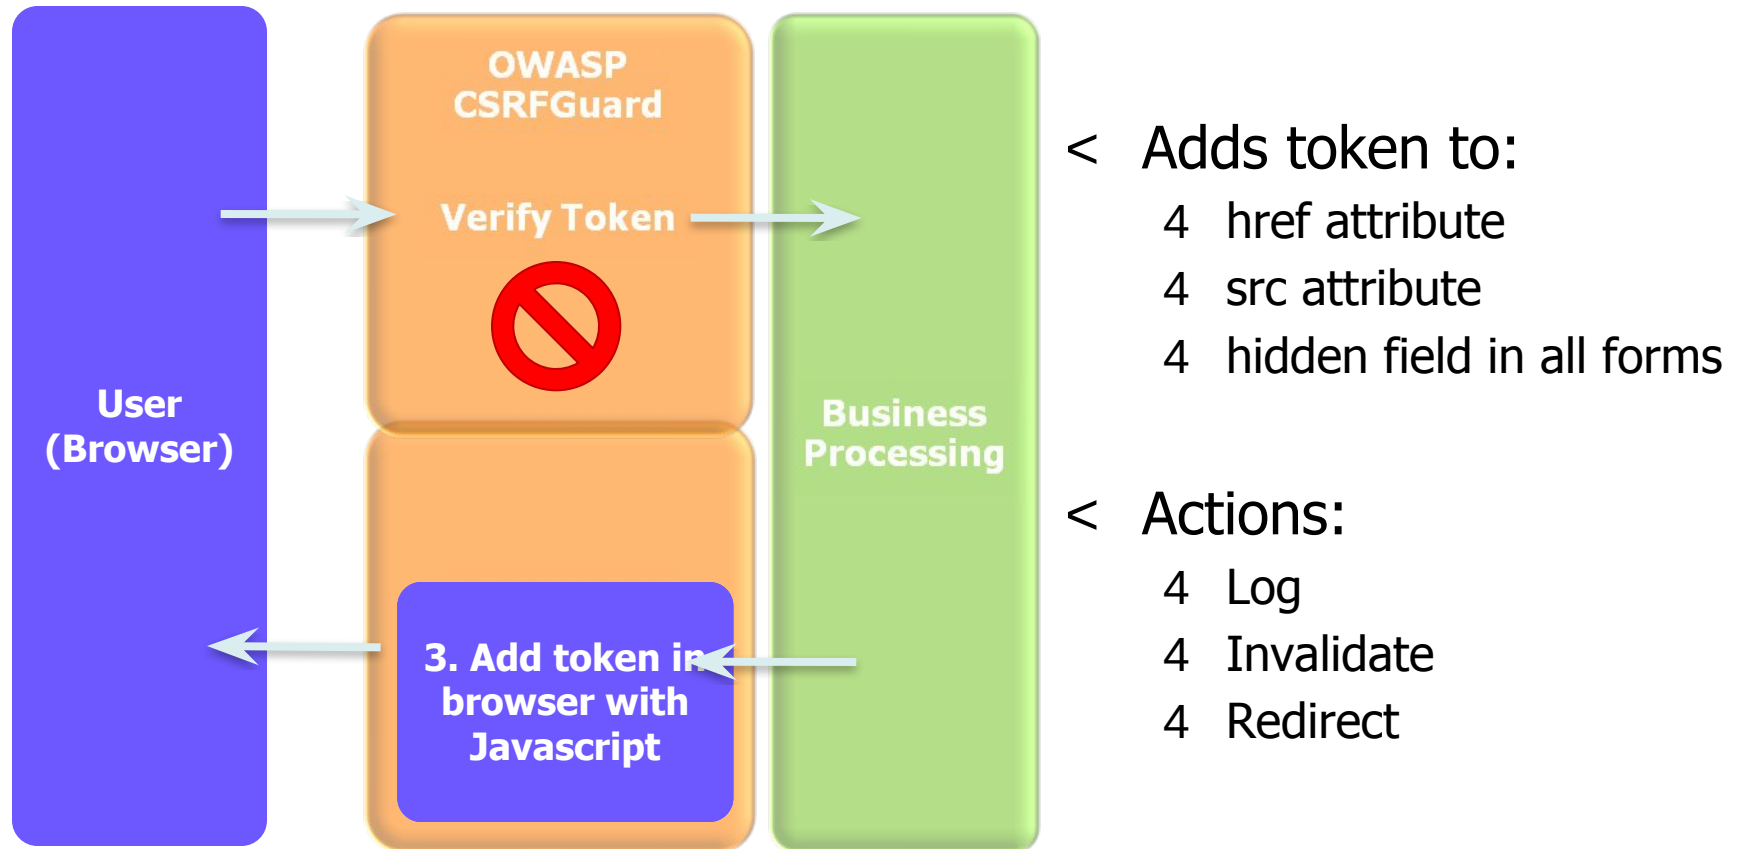 OWASP
CSRFGuard
Verify Token
User
(Browser)
Business
Processing
3. Add token in
browser with
Javascript
< Adds token to:
4 href attribute
4 src attribute
4 hidden field in all forms
< Actions:
4 Log
4 Invalidate
4 Redirect